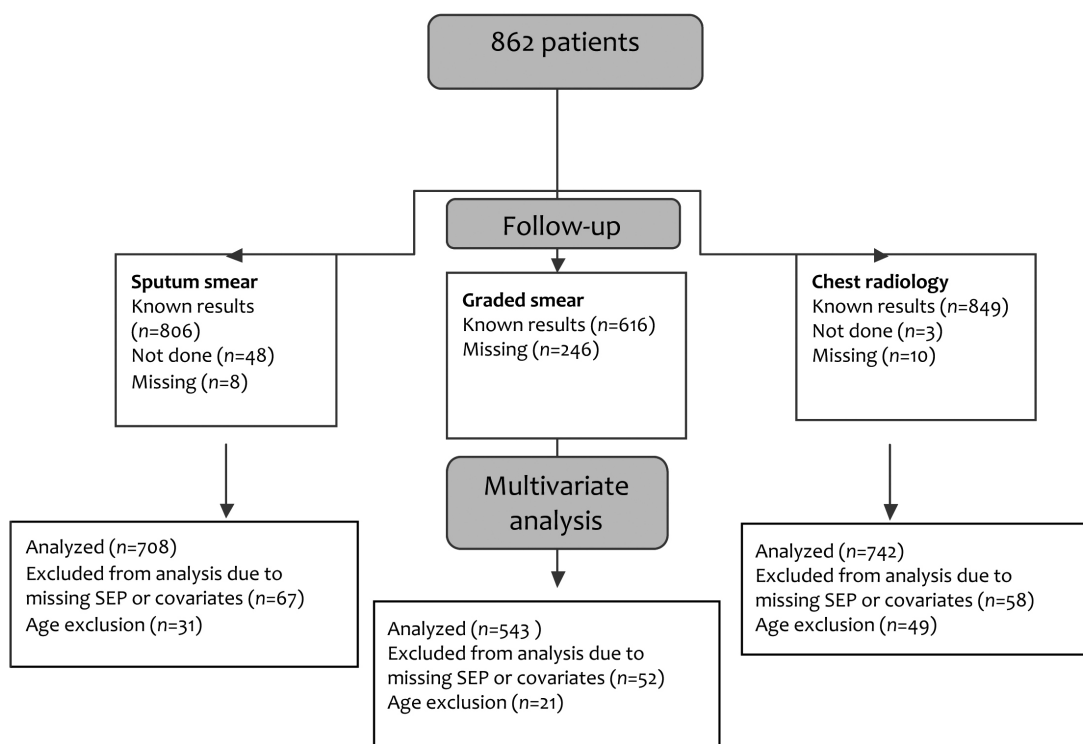 862 patients
Follow-up
Sputum smear
Known results
(n=806)
Not done (n=48)
Missing (n=8)
Graded smear
Known results (n=616)
Missing (n=246)
Chest radiology
Known results (n=849)
Not done (n=3)
Missing (n=10)
Multivariate
analysis
Analyzed (n=708)
Excluded from analysis due to
missing SEP or covariates (n=67)
Age exclusion (n=31)
Analyzed (n=543 )
Excluded from analysis due to
missing SEP or covariates (n=52)
Age exclusion (n=21)
Analyzed (n=742)
Excluded from analysis due to
missing SEP or covariates (n=58)
Age exclusion (n=49)